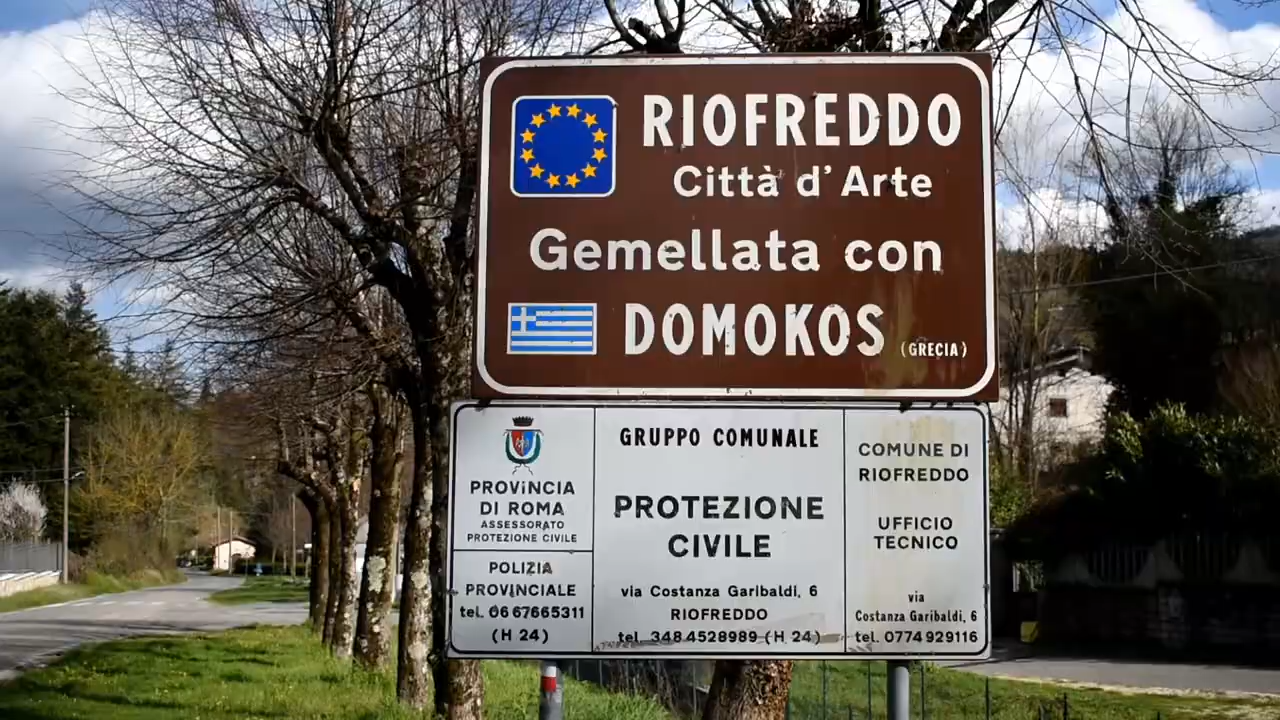 RIOFREDDO
Città d'Arte
Gemellata con
DOMOKOS (GRECIA)
PROVINCIA
DI ROMA
ASSESSORATO
PROTEZIONE CIVILE
POLIZIA
PROVINCIALE
tel. 06 67665311
(H 24)
GRUPPO COMUNALE
PROTEZIONE
CIVILE
via Costanza Garibaldi, 6
RIOFREDDO
tel. 348 4528989 (H 24)
COMUNE DI
RIOFREDDO
UFFICIO
TECNICO
via
Costanza Garibaldi, 6
tel. 0774 929116